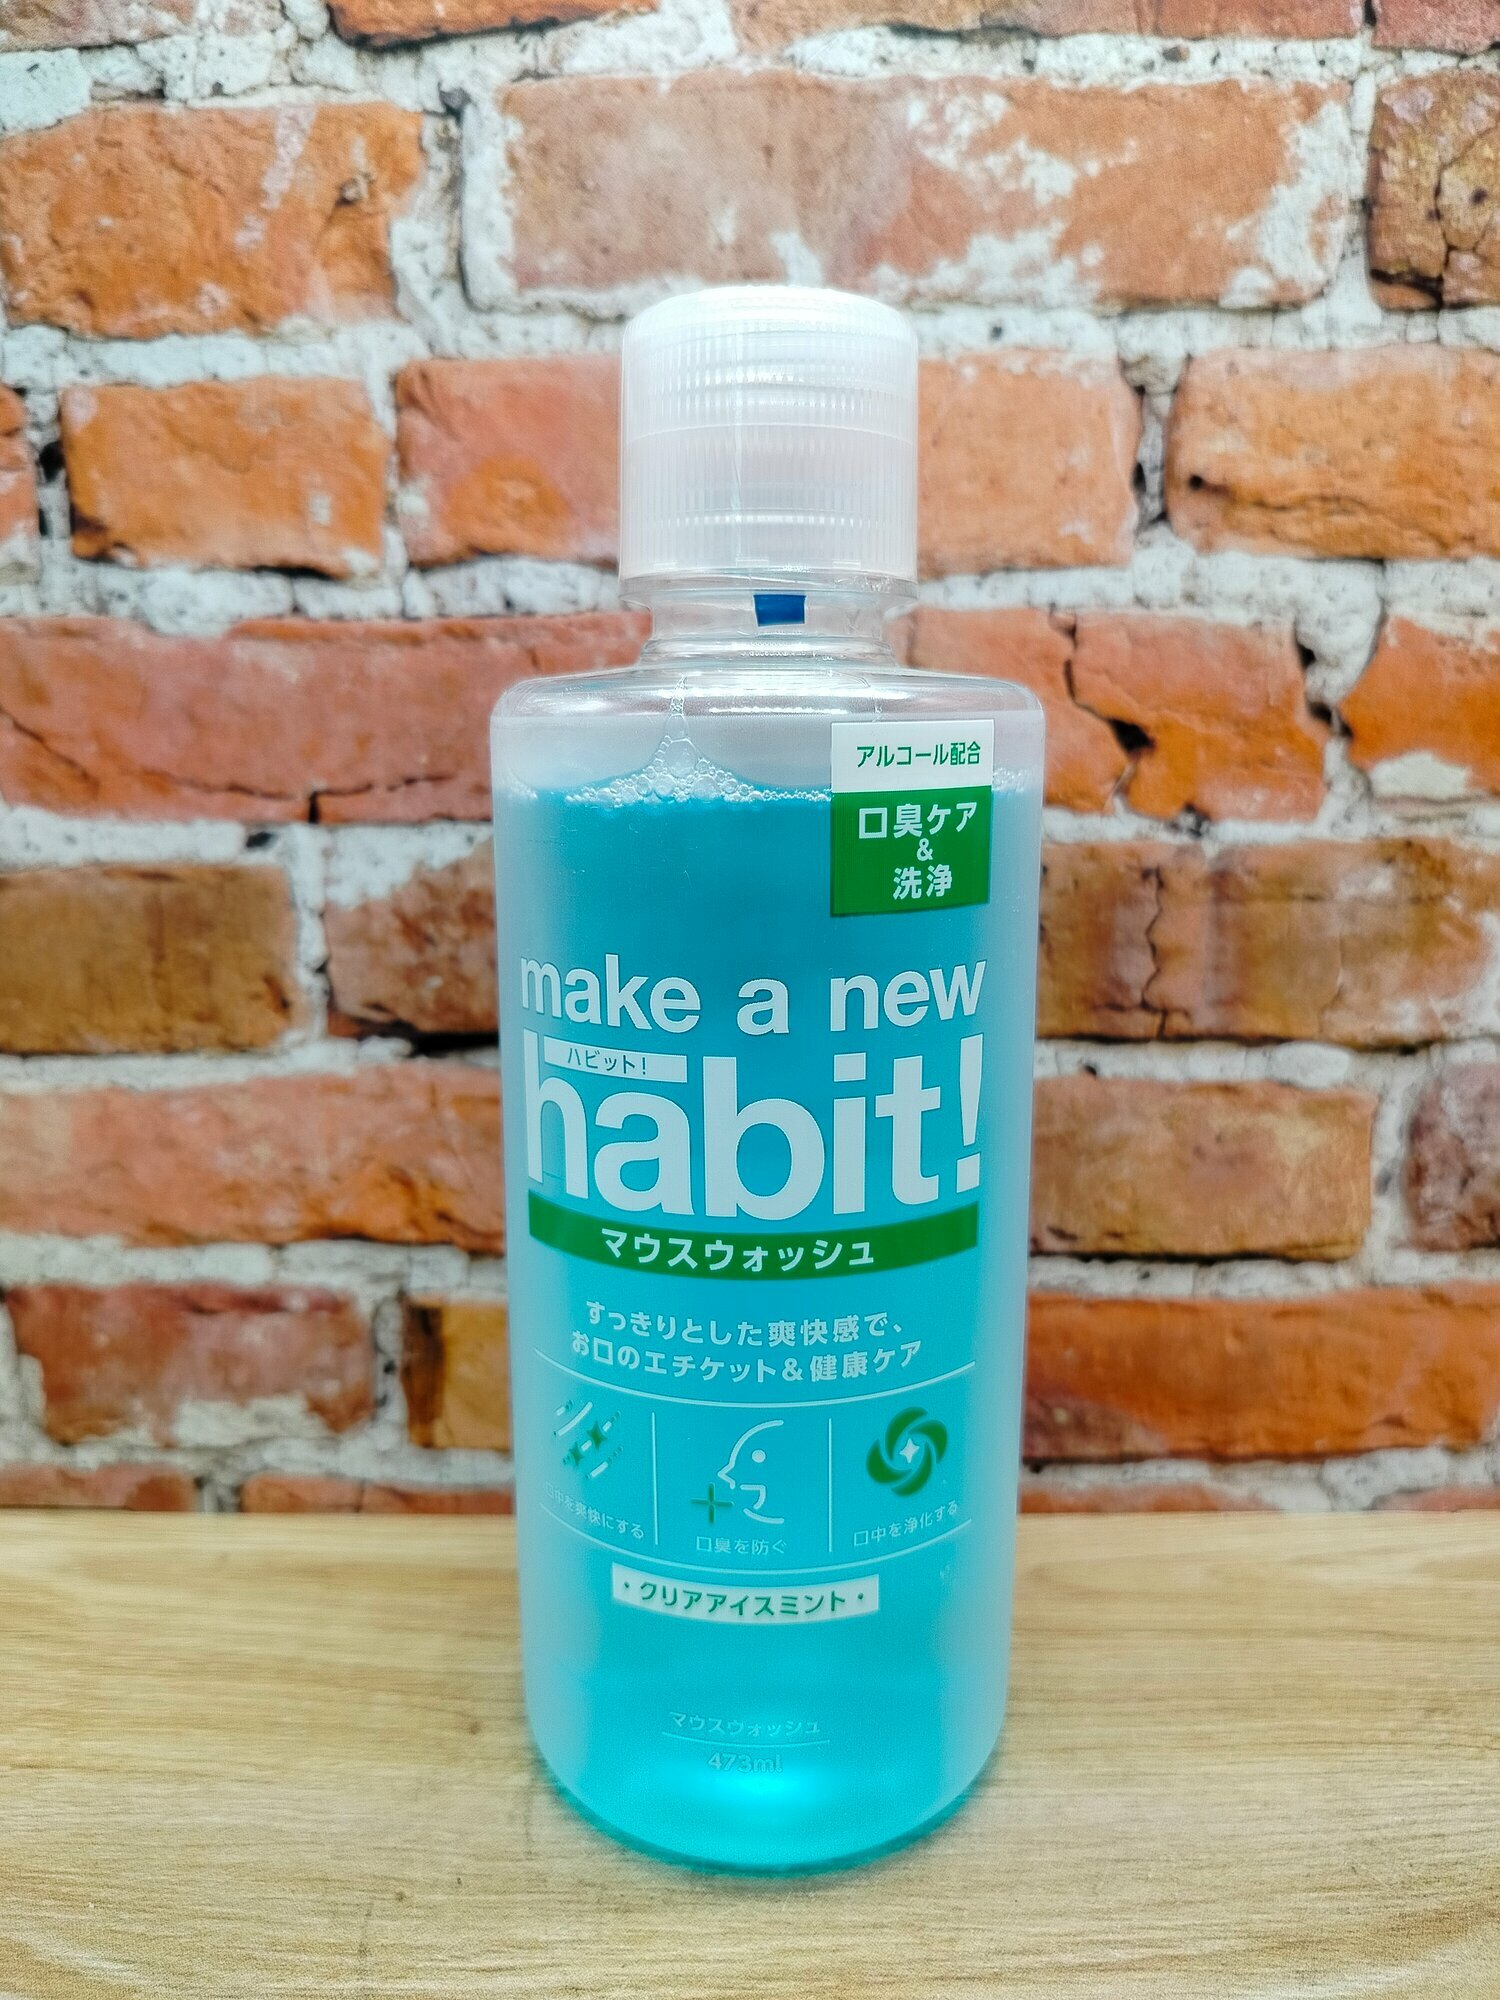 アルコール配合
口臭ケア
&
洗浄
make a new
ハビット!
habit!
マウスウォッシュ
すっきりとした爽快感で、
お口のエチケット&健康ケア
口中を爽快にする
口臭を防ぐ
口中を浄化する
・クリアアイスミント・
マウスウォッシュ
473ml